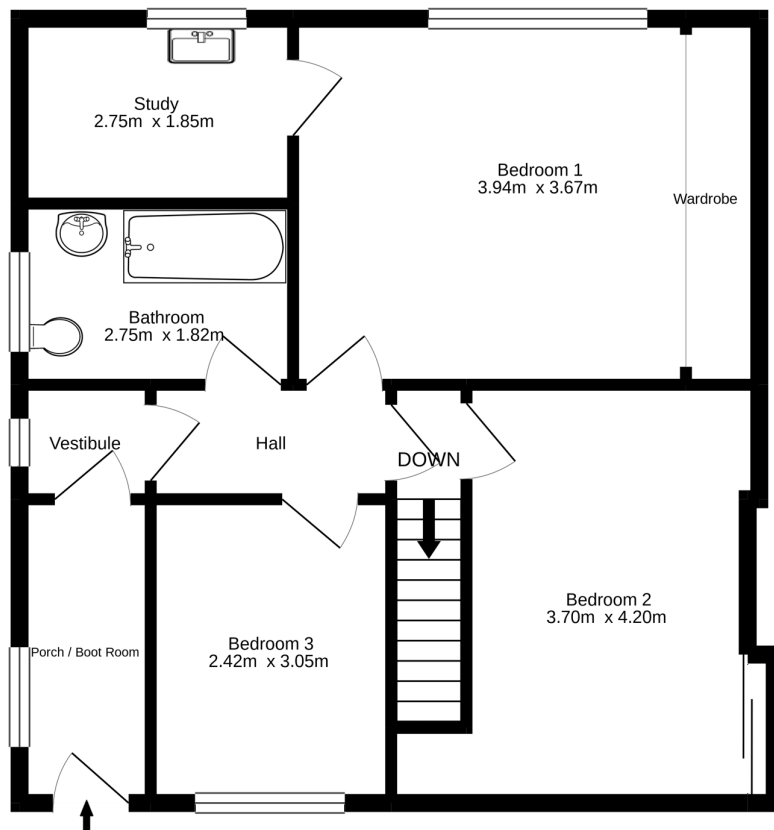 Study
2.75m x 1.85m
Bedroom 1
3.94m x 3.67m
Wardrobe
Bathroom
2.75m x 1.82m
Vestibule
Hall
DOWN
Bedroom 2
3.70m x 4.20m
Porch / Boot Room
Bedroom 3
2.42m x 3.05m